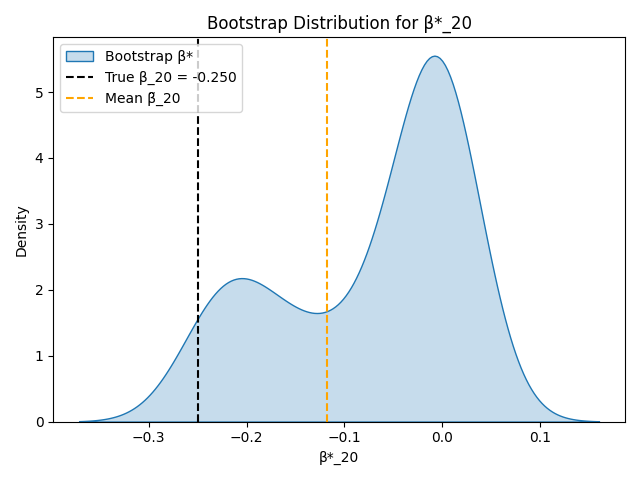 Bootstrap Distribution for β*_20
Bootstrap β*
True β_20 = -0.250
Mean β_20
Density
5
4
3
2
1
0
−0.3
−0.2
−0.1
0.0
0.1
β*_20